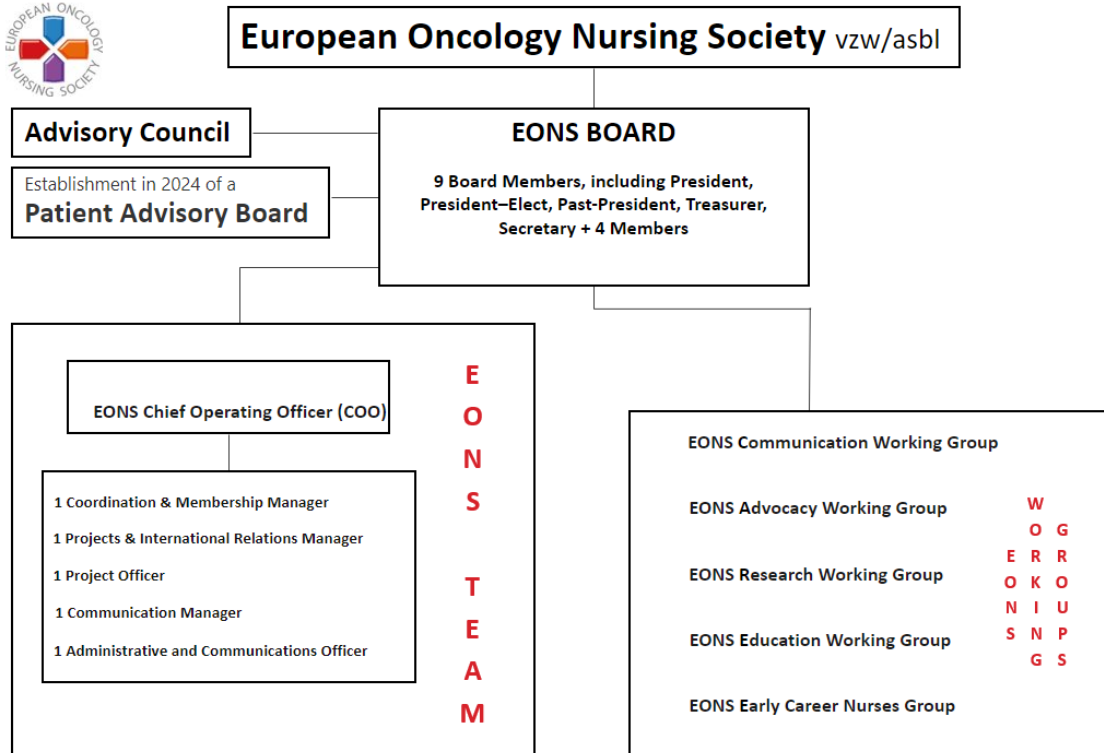 EUROPEAN ONCOLOGY
NURSING SOCIETY
European Oncology Nursing Society vzw/asbl
Advisory Council
Establishment in 2024 of a
Patient Advisory Board
EONS BOARD
9 Board Members, including President,
President–Elect, Past-President, Treasurer,
Secretary + 4 Members
EONS Chief Operating Officer (COO)
1 Coordination & Membership Manager
1 Projects & International Relations Manager
1 Project Officer
1 Communication Manager
1 Administrative and Communications Officer
EONS TEAM
EONS Communication Working Group
EONS Advocacy Working Group
EONS Research Working Group
EONS Education Working Group
EONS Early Career Nurses Group
EONS
WORKING
GROUPS